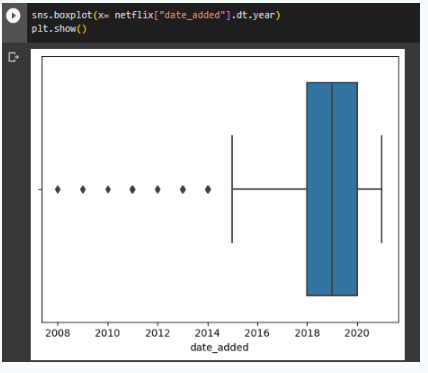 sns.boxplot(x= netflix["date_added"].dt.year)
plt.show()
2008 2010 2012 2014 2016 2018 2020
date_added